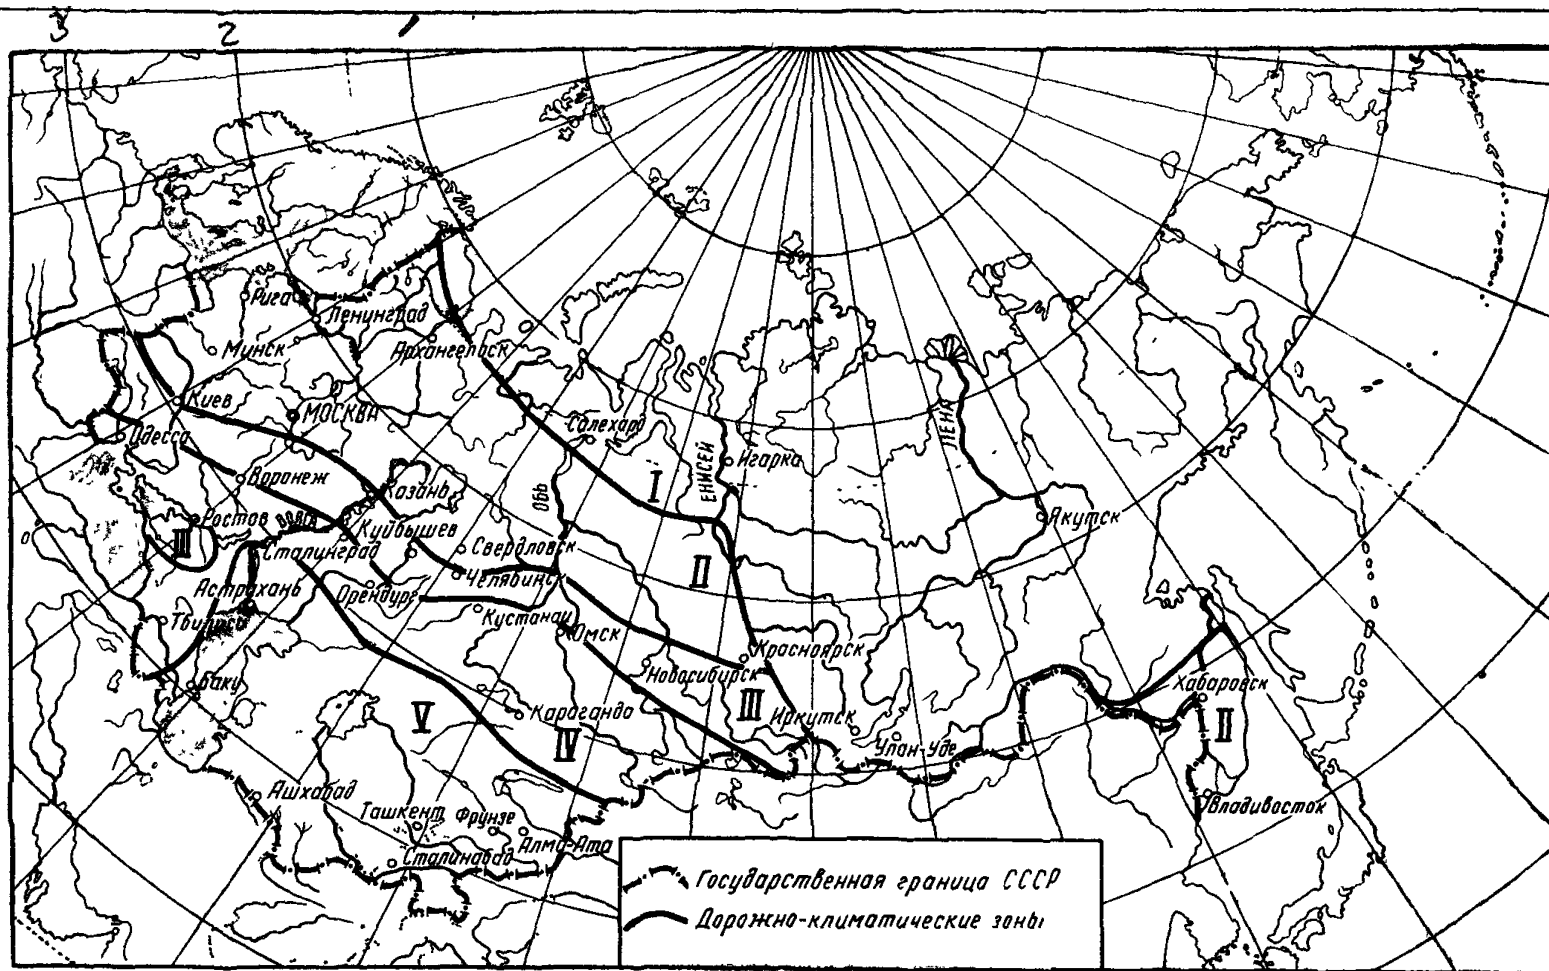 3 2 1
Рига
Ленинград
Минск
Архангельск
Киев
МОСКВА
Одесса
Салехард
ЛЕНА
Воронеж
Казань
ОБЬ
ЕНИСЕЙ
Игарка
I
Ростов
ВОЛГА
Куйбышев
Якутск
III
Сталинград
Свердловск
Челябинск
II
Астрахань
Оренбург
Тбилиси
Кустанай
Омск
Красноярск
Новосибирск
Баку
Хабаровск
V
Караганда
III
Иркутск
II
IV
Улан-Уде
Ашхабад
Ташкент
Фрунзе
Владивосток
Алма-Ата
Сталинабад
Государственная граница СССР
Дорожно-климатические зоны